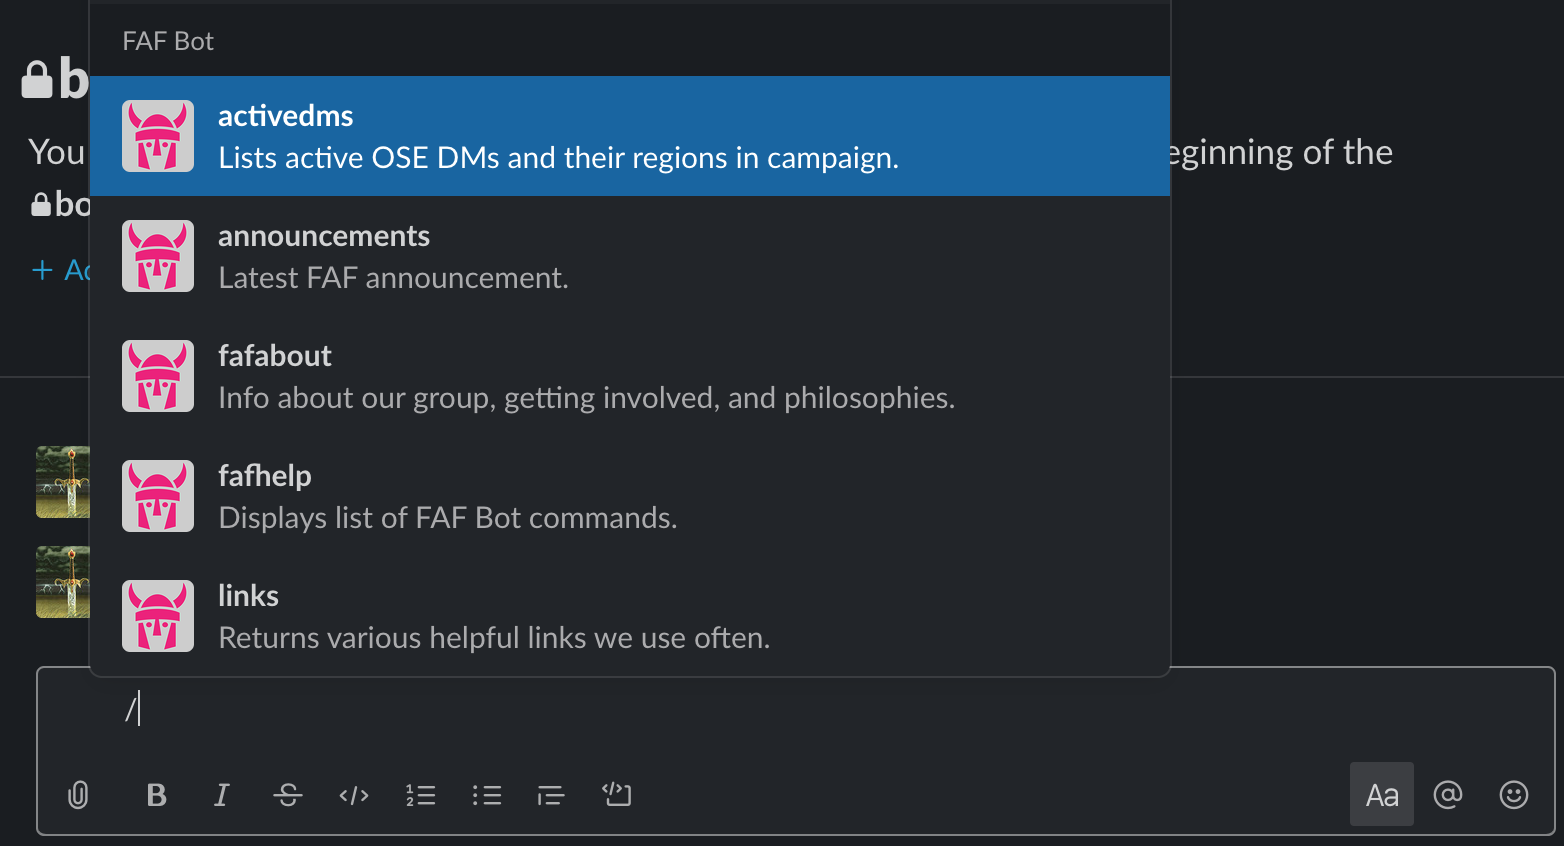 FAF Bot
b
activedms
Lists active OSE DMs and their regions in campaign.
You
eginning of the
bo
announcements
Latest FAF announcement.
+ Ad
fafabout
Info about our group, getting involved, and philosophies.
fafhelp
Displays list of FAF Bot commands.
links
Returns various helpful links we use often.
/
B I S </>
Aa @